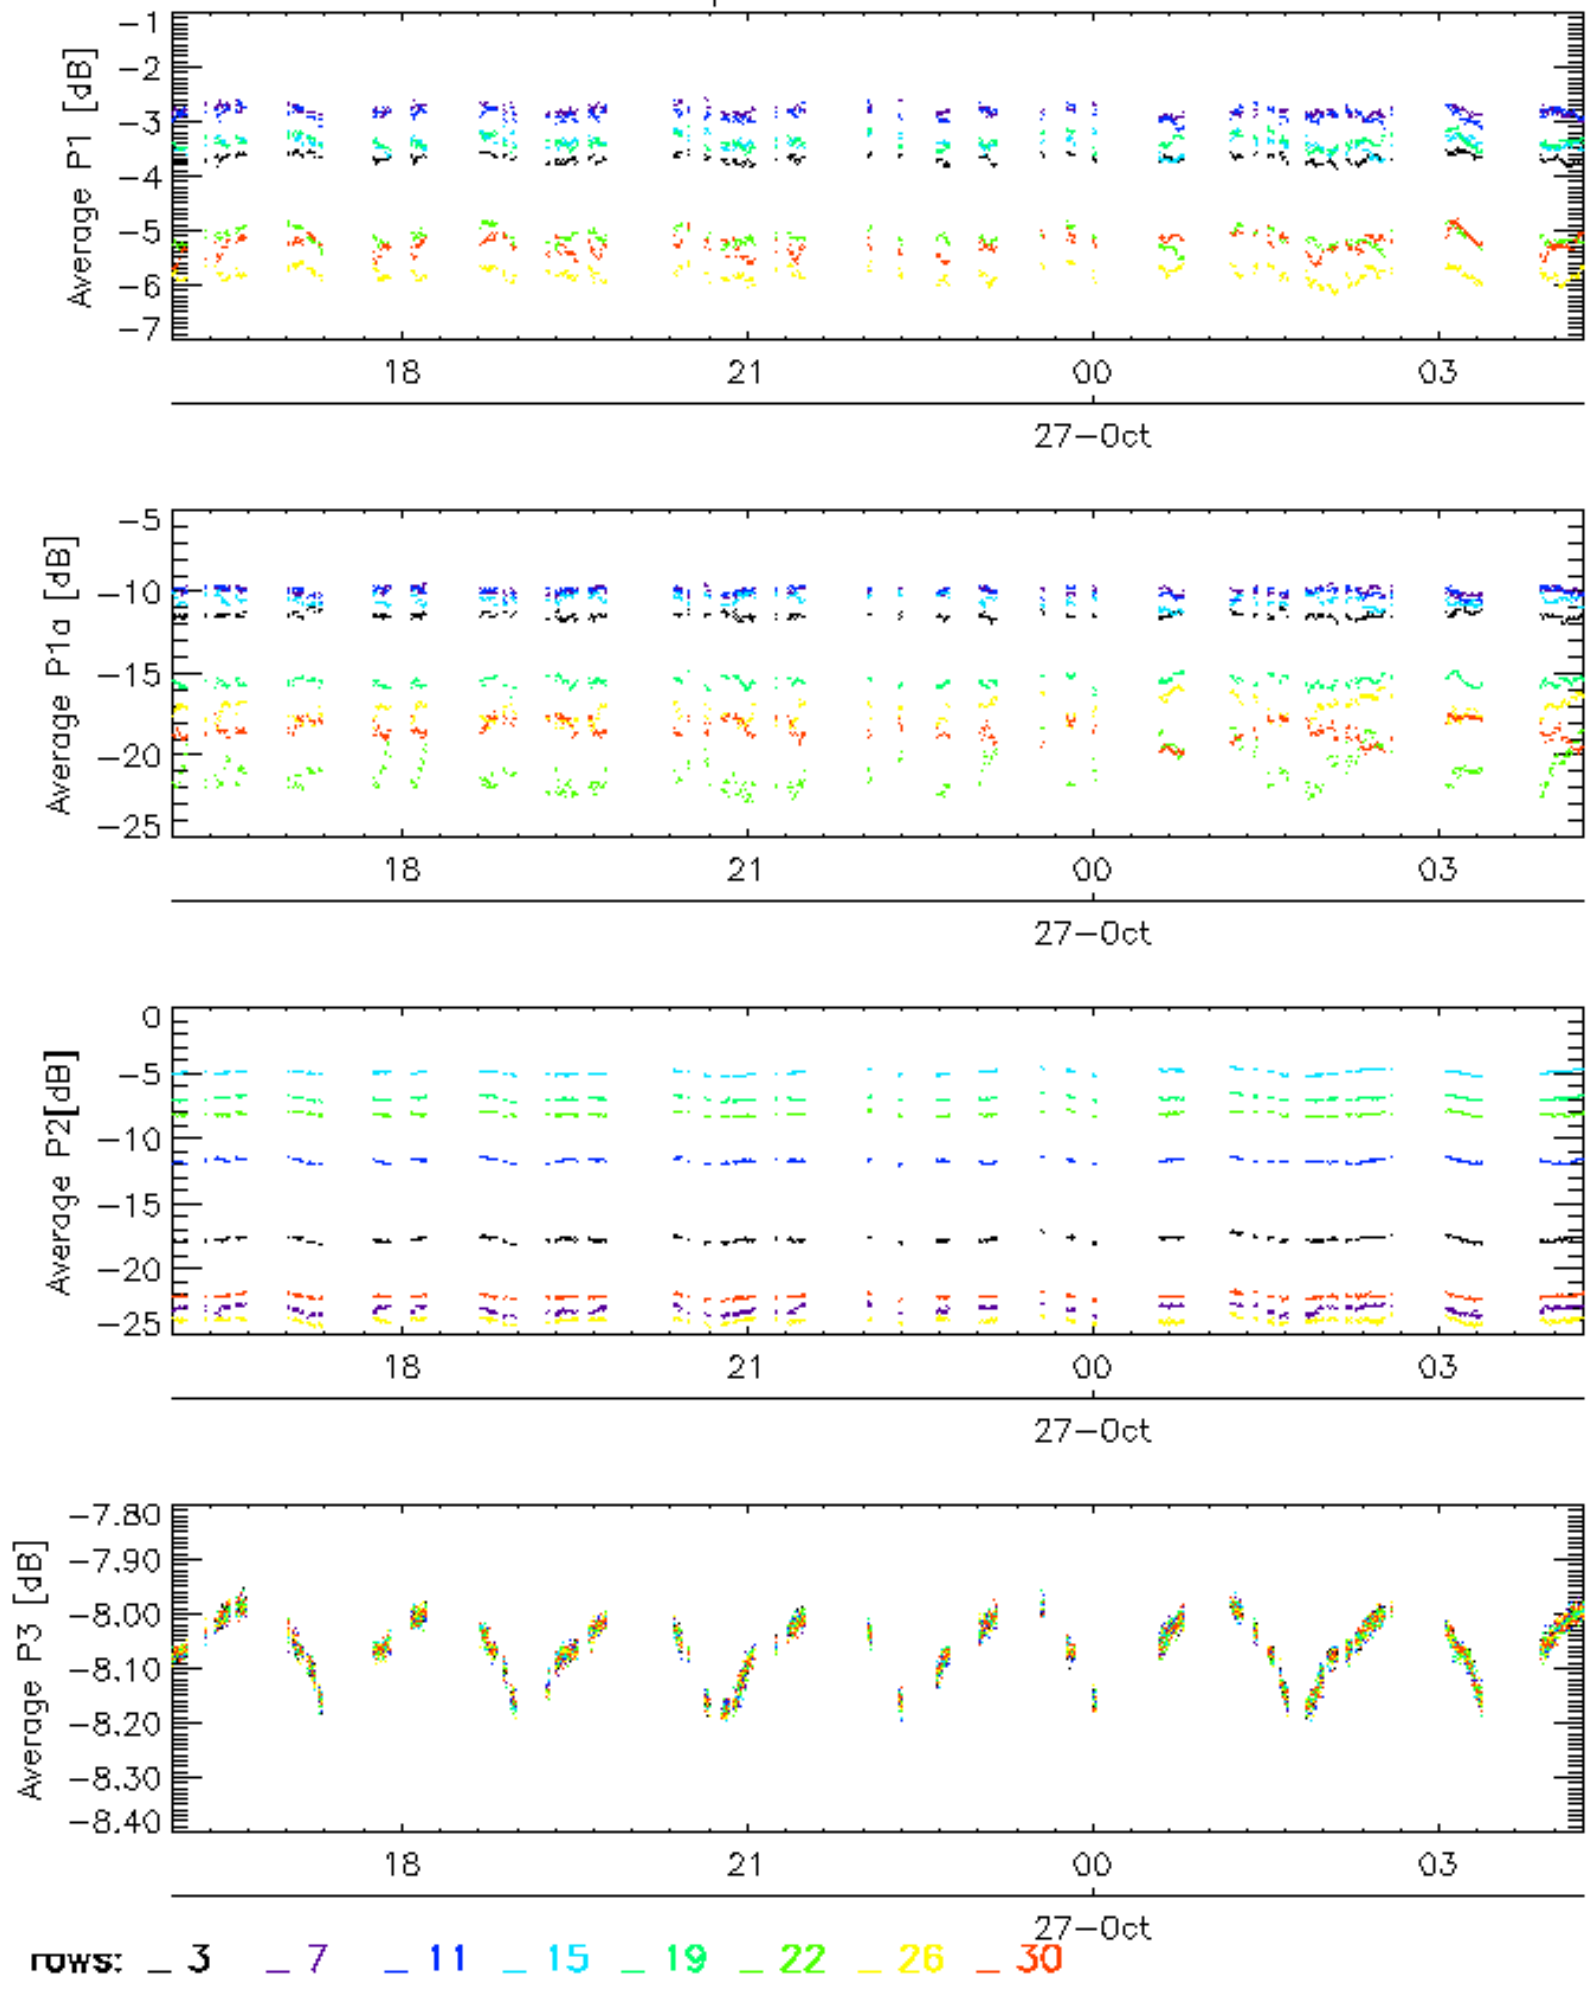 Average P1 [dB]
-1
-2
-3
-4
-5
-6
-7
18 21 00 03
27-Oct
Average P1a [dB]
-5
-10
-15
-20
-25
18 21 00 03
27-Oct
Average P2[dB]
0
-5
-10
-15
-20
-25
18 21 00 03
27-Oct
Average P3 [dB]
-7.80
-7.90
-8.00
-8.10
-8.20
-8.30
-8.40
18 21 00 03
27-Oct
rows: _ 3 _ 7 _ 11 _ 15 _ 19 _ 22 _ 26 _ 30